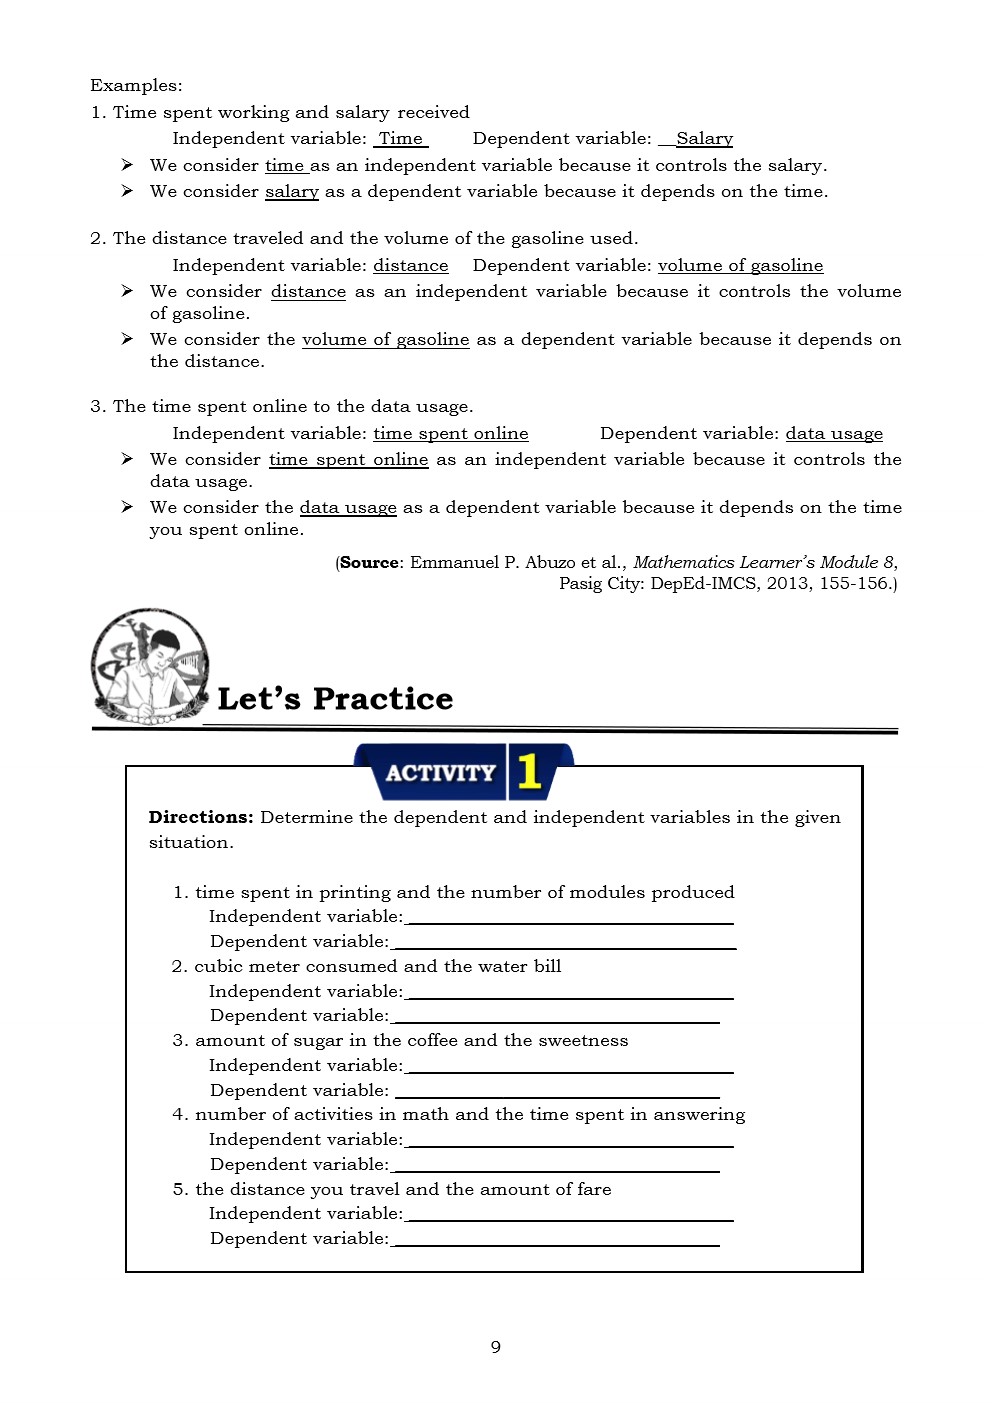 Examples:
1. Time spent working and salary received
Independent variable: Time Dependent variable: __Salary
➢ We consider time as an independent variable because it controls the salary.
➢ We consider salary as a dependent variable because it depends on the time.
2. The distance traveled and the volume of the gasoline used.
Independent variable: distance Dependent variable: volume of gasoline
➢ We consider distance as an independent variable because it controls the volume
of gasoline.
➢ We consider the volume of gasoline as a dependent variable because it depends on
the distance.
3. The time spent online to the data usage.
Independent variable: time spent online Dependent variable: data usage
➢ We consider time spent online as an independent variable because it controls the
data usage.
➢ We consider the data usage as a dependent variable because it depends on the time
you spent online.
(Source: Emmanuel P. Abuzo et al., Mathematics Learner’s Module 8,
Pasig City: DepEd-IMCS, 2013, 155-156.)
Let’s Practice
ACTIVITY 1
Directions: Determine the dependent and independent variables in the given
situation.
1. time spent in printing and the number of modules produced
Independent variable: ______________________________
Dependent variable: ______________________________
2. cubic meter consumed and the water bill
Independent variable: ______________________________
Dependent variable: ______________________________
3. amount of sugar in the coffee and the sweetness
Independent variable: ______________________________
Dependent variable: ______________________________
4. number of activities in math and the time spent in answering
Independent variable: ______________________________
Dependent variable: ______________________________
5. the distance you travel and the amount of fare
Independent variable: ______________________________
Dependent variable: ______________________________
9